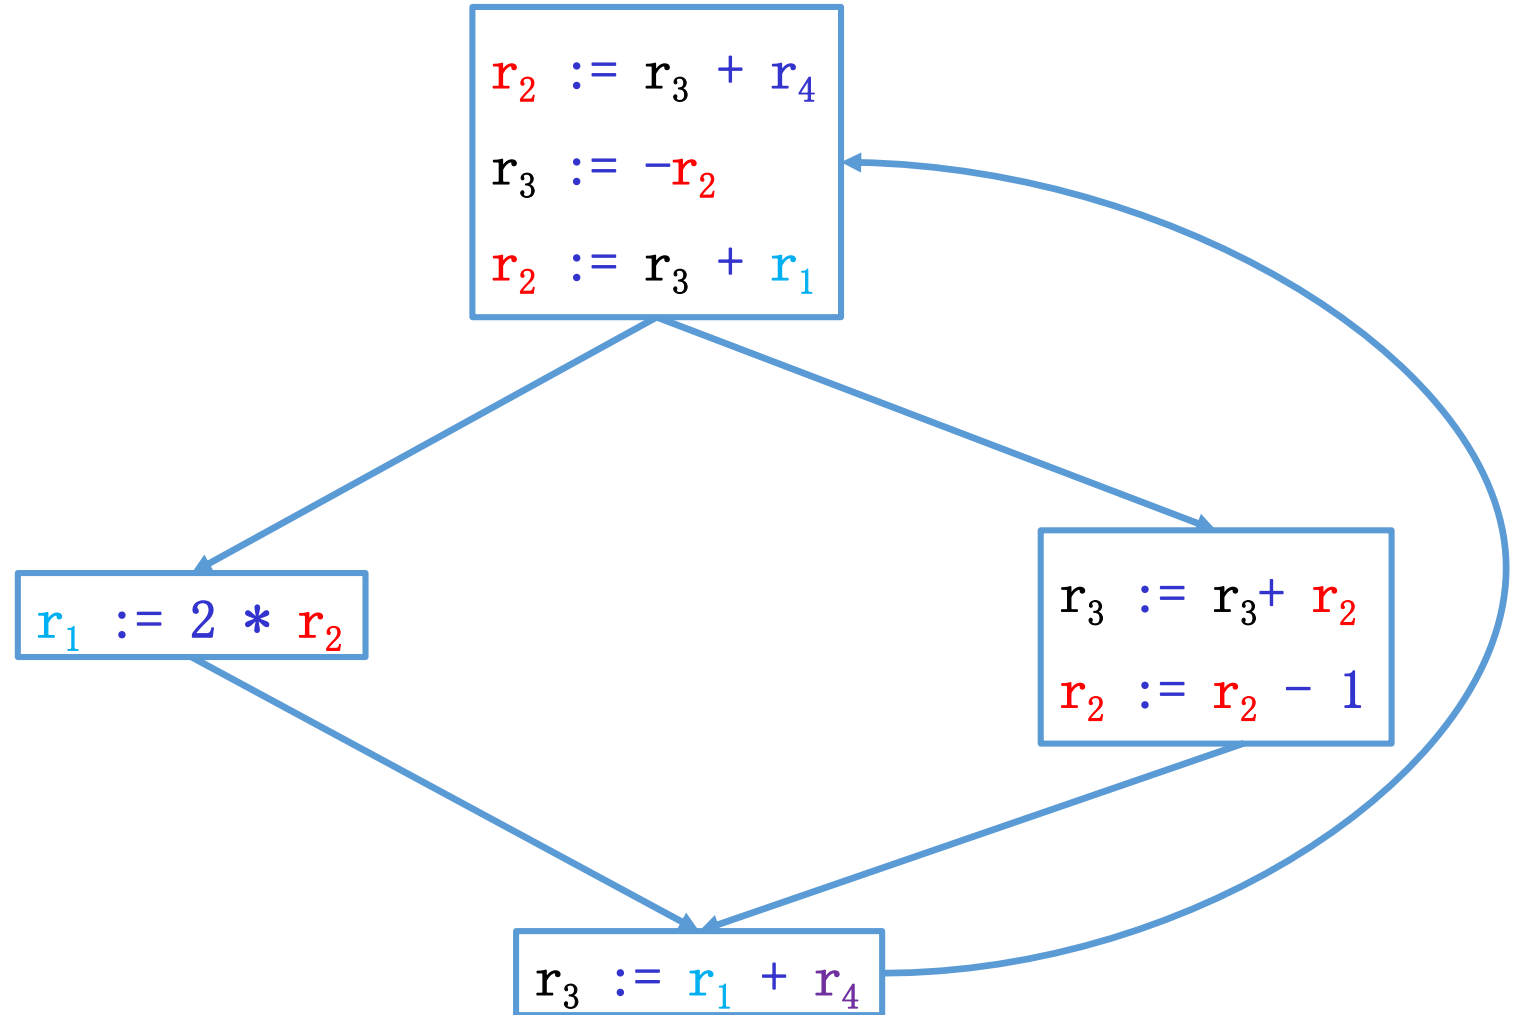 r₂ := r₃ + r₄
r₃ := -r₂
r₂ := r₃ + r₁
r₁ := 2 * r₂
r₃ := r₃+ r₂
r₂ := r₂ - 1
r₃ := r₁ + r₄